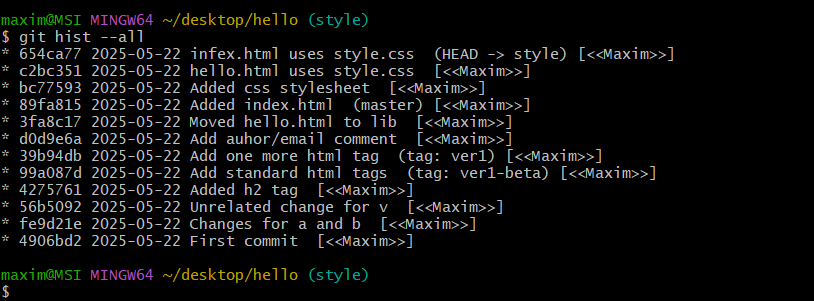 maxim@MSI MINGW64 ~/desktop/hello (style)
$ git hist --all
* 654ca77 2025-05-22 infex.html uses style.css  (HEAD -> style) [<<Maxim>>]
* c2bc351 2025-05-22 hello.html uses style.css  [<<Maxim>>]
* bc77593 2025-05-22 Added css stylesheet  [<<Maxim>>]
* 89fa815 2025-05-22 Added index.html  (master) [<<Maxim>>]
* 3fa8c17 2025-05-22 Moved hello.html to lib  [<<Maxim>>]
* d0d9e6a 2025-05-22 Add auhor/email comment  [<<Maxim>>]
* 39b94db 2025-05-22 Add one more html tag  (tag: ver1) [<<Maxim>>]
* 99a087d 2025-05-22 Add standard html tags  (tag: ver1-beta) [<<Maxim>>]
* 4275761 2025-05-22 Added h2 tag  [<<Maxim>>]
* 56b5092 2025-05-22 Unrelated change for v  [<<Maxim>>]
* fe9d21e 2025-05-22 Changes for a and b  [<<Maxim>>]
* 4906bd2 2025-05-22 First commit  [<<Maxim>>]
maxim@MSI MINGW64 ~/desktop/hello (style)
$